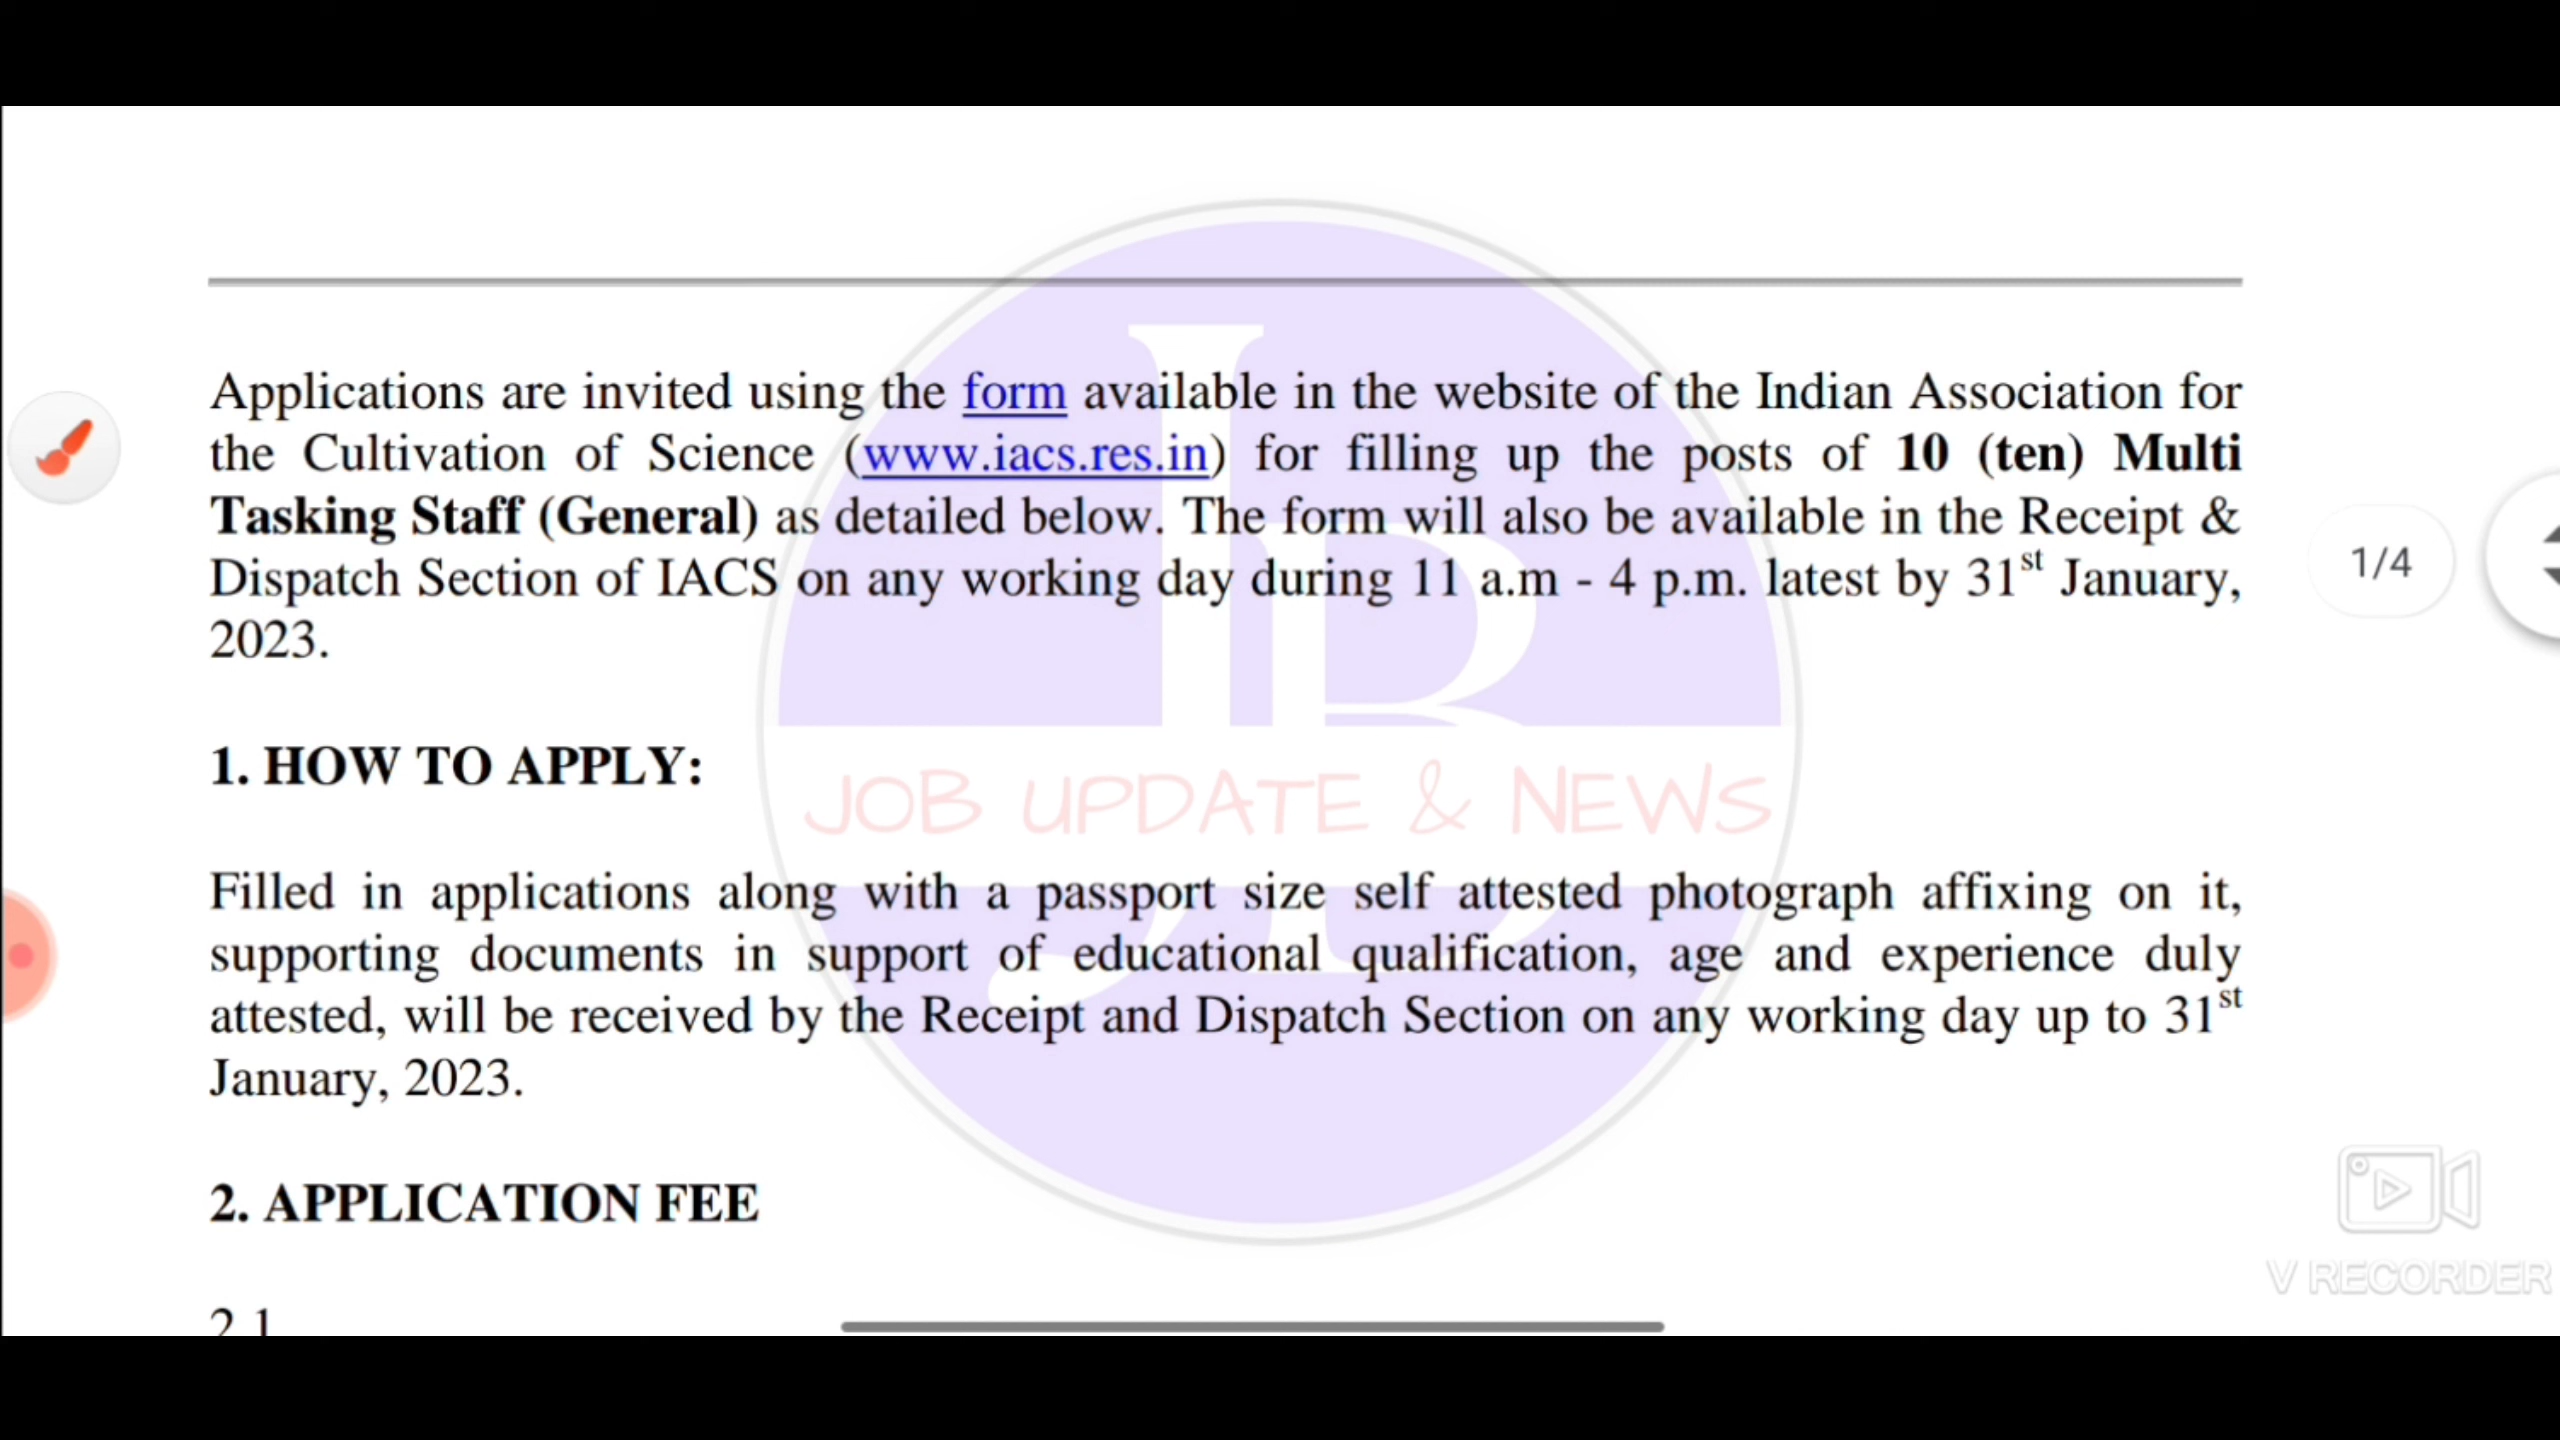 Applications are invited using the form available in the website of the Indian Association for
the Cultivation of Science (www.iacs.res.in) for filling up the posts of 10 (ten) Multi
Tasking Staff (General) as detailed below. The form will also be available in the Receipt &
Dispatch Section of IACS on any working day during 11 a.m - 4 p.m. latest by 31st January,
2023.
1/4
1. HOW TO APPLY:
JOB UPDATE & NEWS
Filled in applications along with a passport size self attested photograph affixing on it,
supporting documents in support of educational qualification, age and experience duly
attested, will be received by the Receipt and Dispatch Section on any working day up to 31st
January, 2023.
2. APPLICATION FEE
V RECORDER
2.1